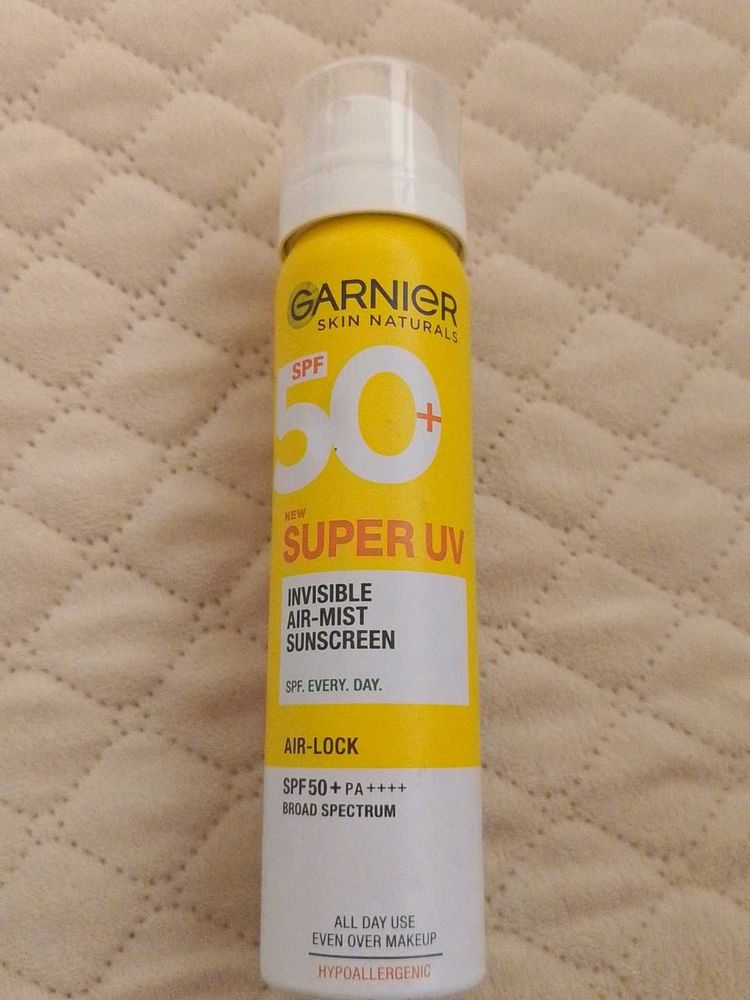 GARNIER
SKIN NATURALS
SPF
50+
NEW
SUPER UV
INVISIBLE
AIR-MIST
SUNSCREEN
SPF. EVERY. DAY.
AIR-LOCK
SPF50+ PA++++
BROAD SPECTRUM
ALL DAY USE
EVEN OVER MAKEUP
HYPOALLERGENIC